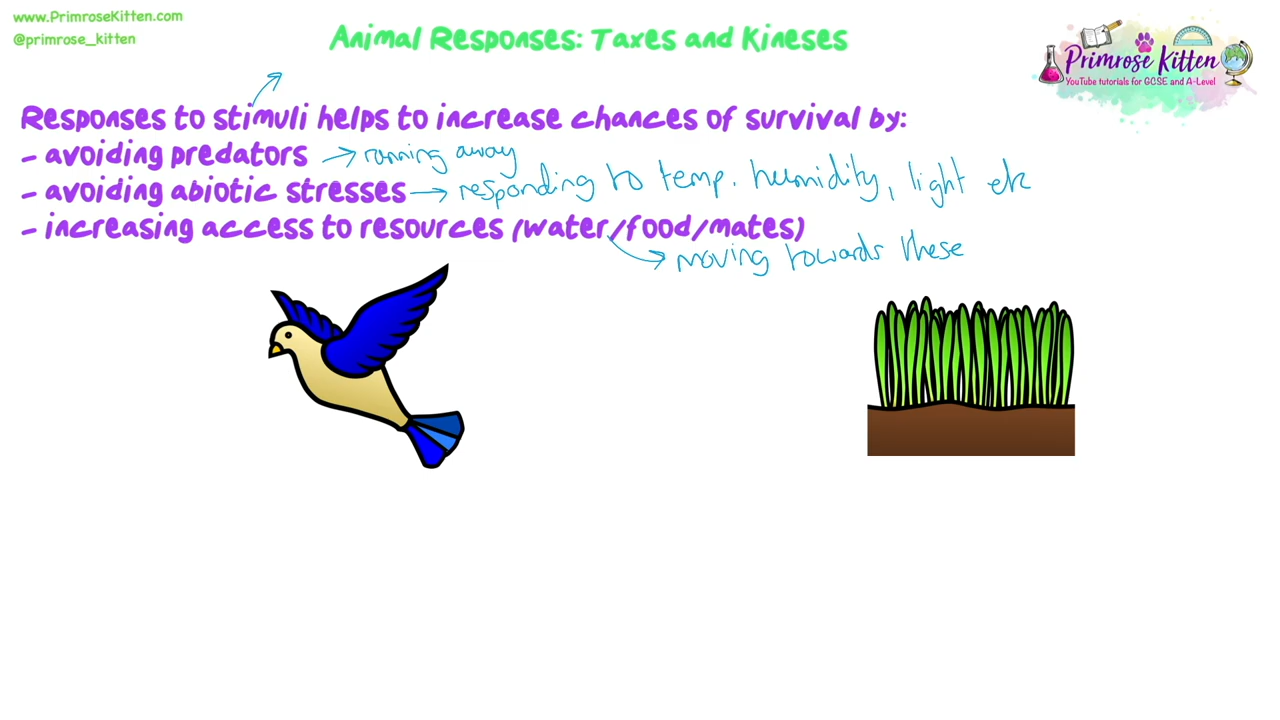 www.PrimroseKitten.com
@primrose_kitten
Animal Responses: Taxes and Kineses
Primrose Kitten
YouTube tutorials for GCSE and A-Level
Responses to stimuli helps to increase chances of survival by:
- avoiding predators → running away
- avoiding abiotic stresses → responding to temp. humidity, light etc
- increasing access to resources (water/food/mates)
→ moving towards these